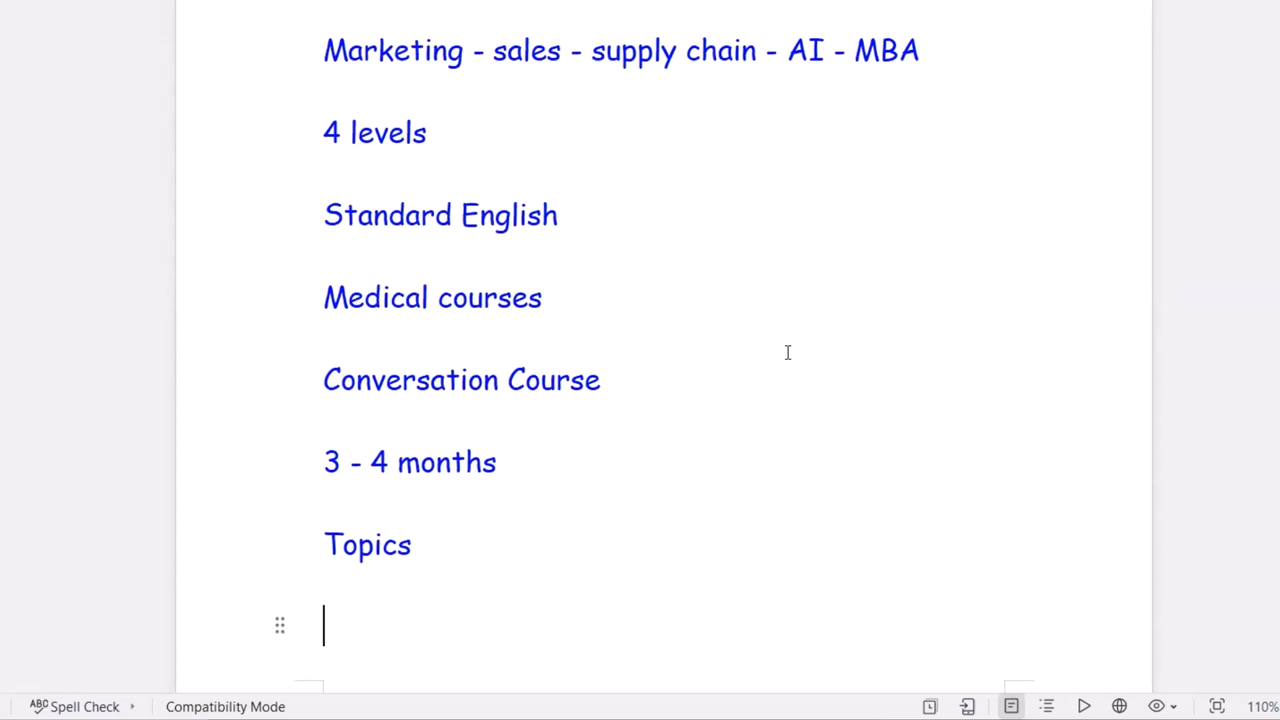 Marketing - sales - supply chain - AI - MBA
4 levels
Standard English
Medical courses
Conversation Course
3 - 4 months
Topics
ABC Spell Check
Compatibility Mode
110%